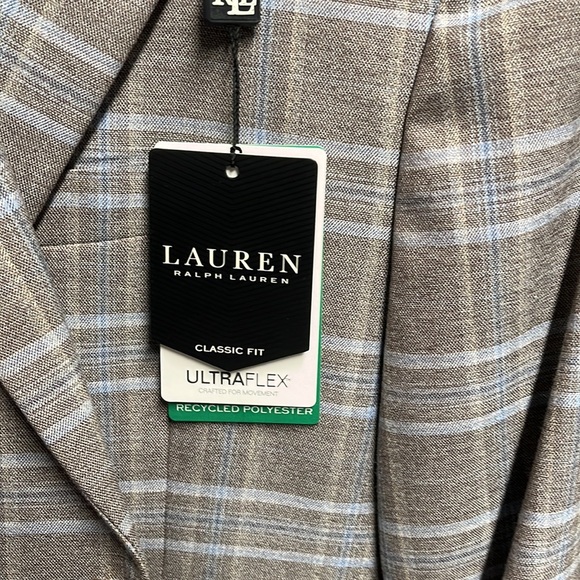 LAUREN
RALPH LAUREN
CLASSIC FIT
ULTRAFLEX
CRAFTED FOR MOVEMENT
RECYCLED POLYESTER